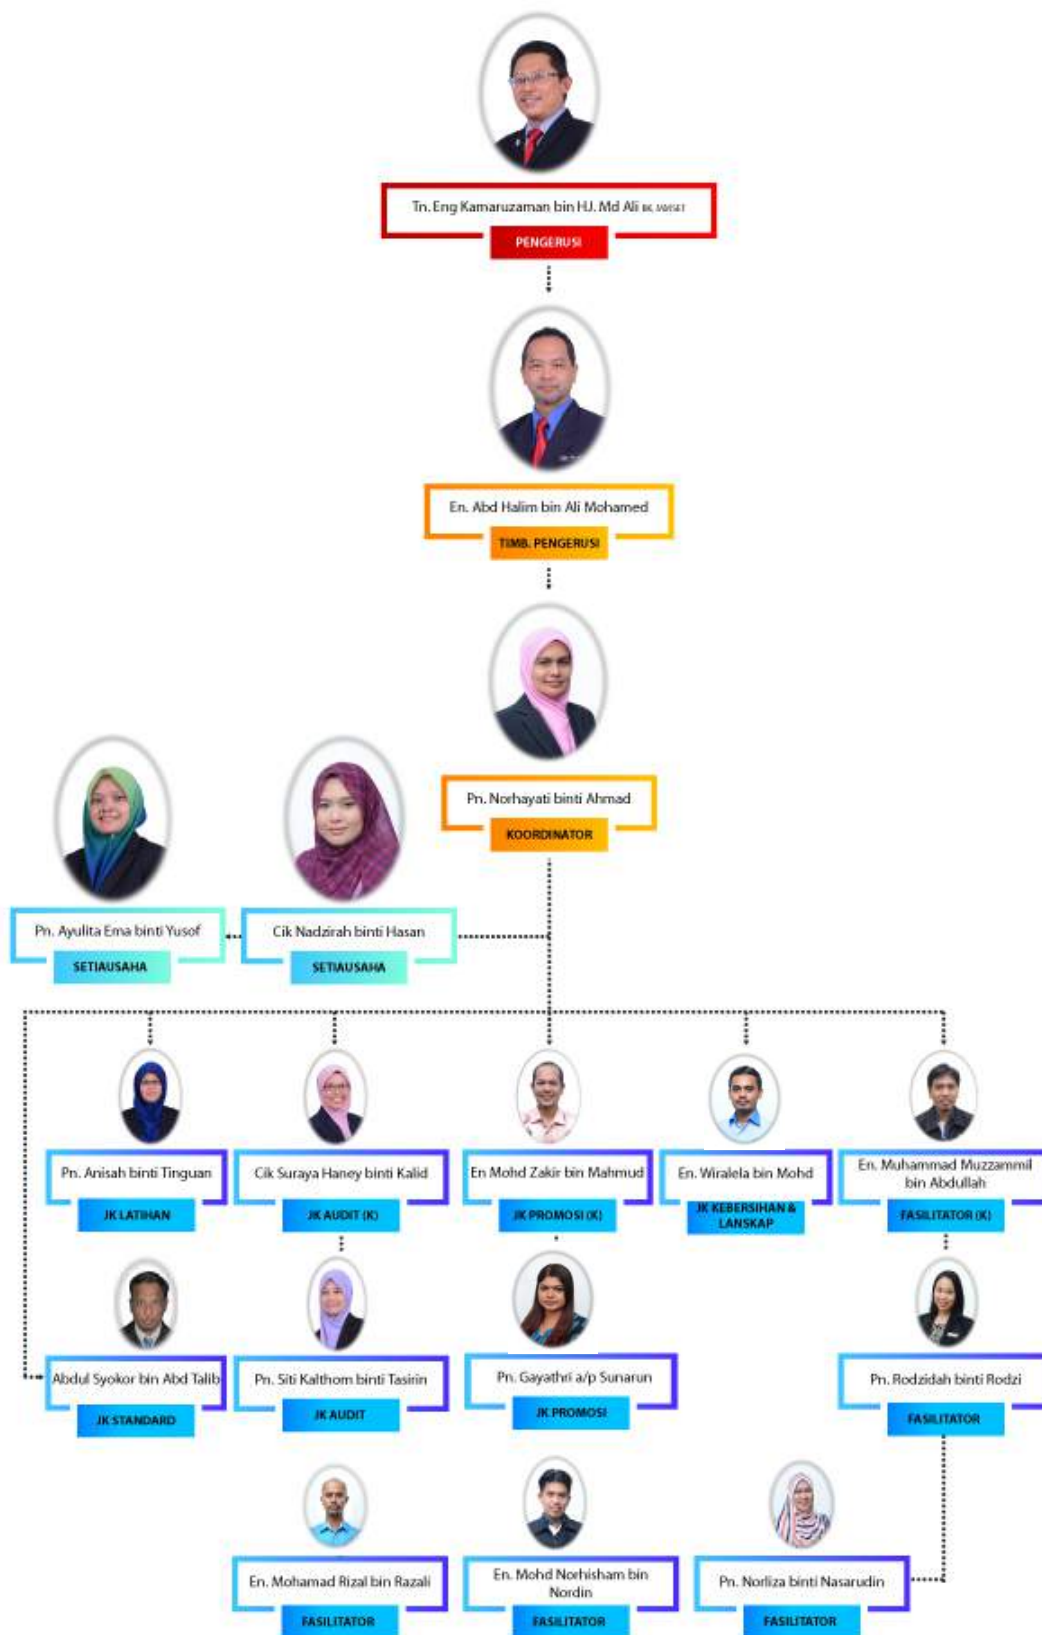 Tn. Eng Kamaruzaman bin HJ. Md Ali
PENGERUSI
En. Abd Halim bin Ali Mohamed
TIMB. PENGERUSI
Pn. Norhayati binti Ahmad
KOORDINATOR
Pn. Ayulita Ema binti Yusof
SETIAUSAHA
Cik Nadzirah binti Hasan
SETIAUSAHA
Pn. Anisah binti Tinguan
JK LATIHAN
Cik Suraya Haney binti Kalid
JK AUDIT (K)
En Mohd Zakir bin Mahmud
JK PROMOSI (K)
En. Wiralela bin Mohd
JK KEBERSIHAN &
LANSKAP
En. Muhammad Muzzammil
bin Abdullah
FASILITATOR (K)
Abdul Syokor bin Abd Talib
JK STANDARD
Pn. Siti Kalthom binti Tasirin
JK AUDIT
Pn. Gayathri a/p Sunarun
JK PROMOSI
Pn. Rodzidah binti Rodzi
FASILITATOR
En. Mohamad Rizal bin Razali
FASILITATOR
En. Mohd Norhisham bin
Nordin
FASILITATOR
Pn. Norliza binti Nasarudin
FASILITATOR